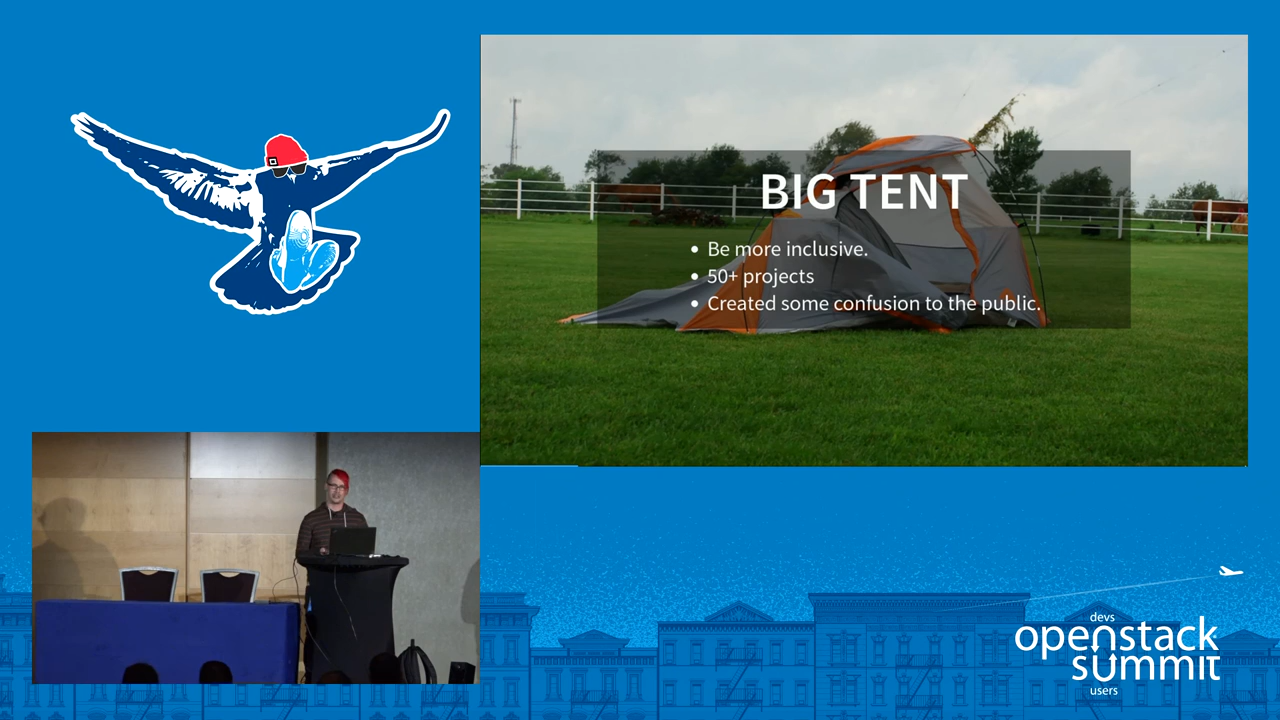 BIG TENT
• Be more inclusive.
• 50+ projects
• Created some confusion to the public.
devs
openstack
summit
users